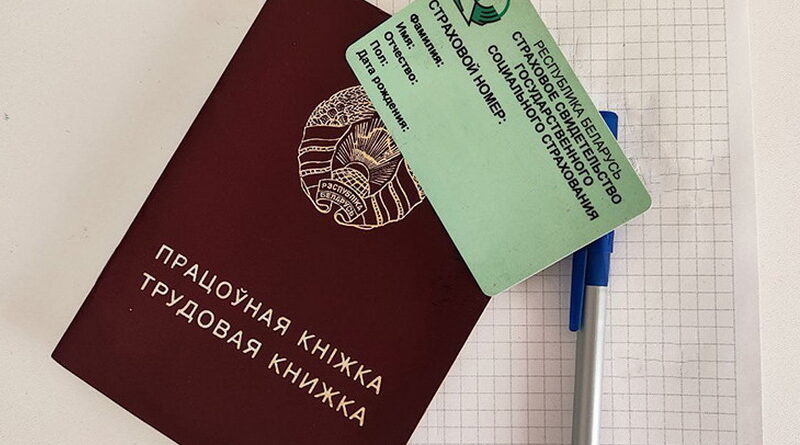 РЕСПУБЛИКА БЕЛАРУСЬ
СТРАХОВОЕ СВИДЕТЕЛЬСТВО
ГОСУДАРСТВЕННОГО
СОЦИАЛЬНОГО СТРАХОВАНИЯ
СТРАХОВОЙ НОМЕР:
Фамилия:
Имя:
Отчество:
Пол:
Дата рождения:
РЭСПУБЛІКА
БЕЛАРУСЬ
ПРАЦОЎНАЯ КНІЖКА
ТРУДОВАЯ КНИЖКА